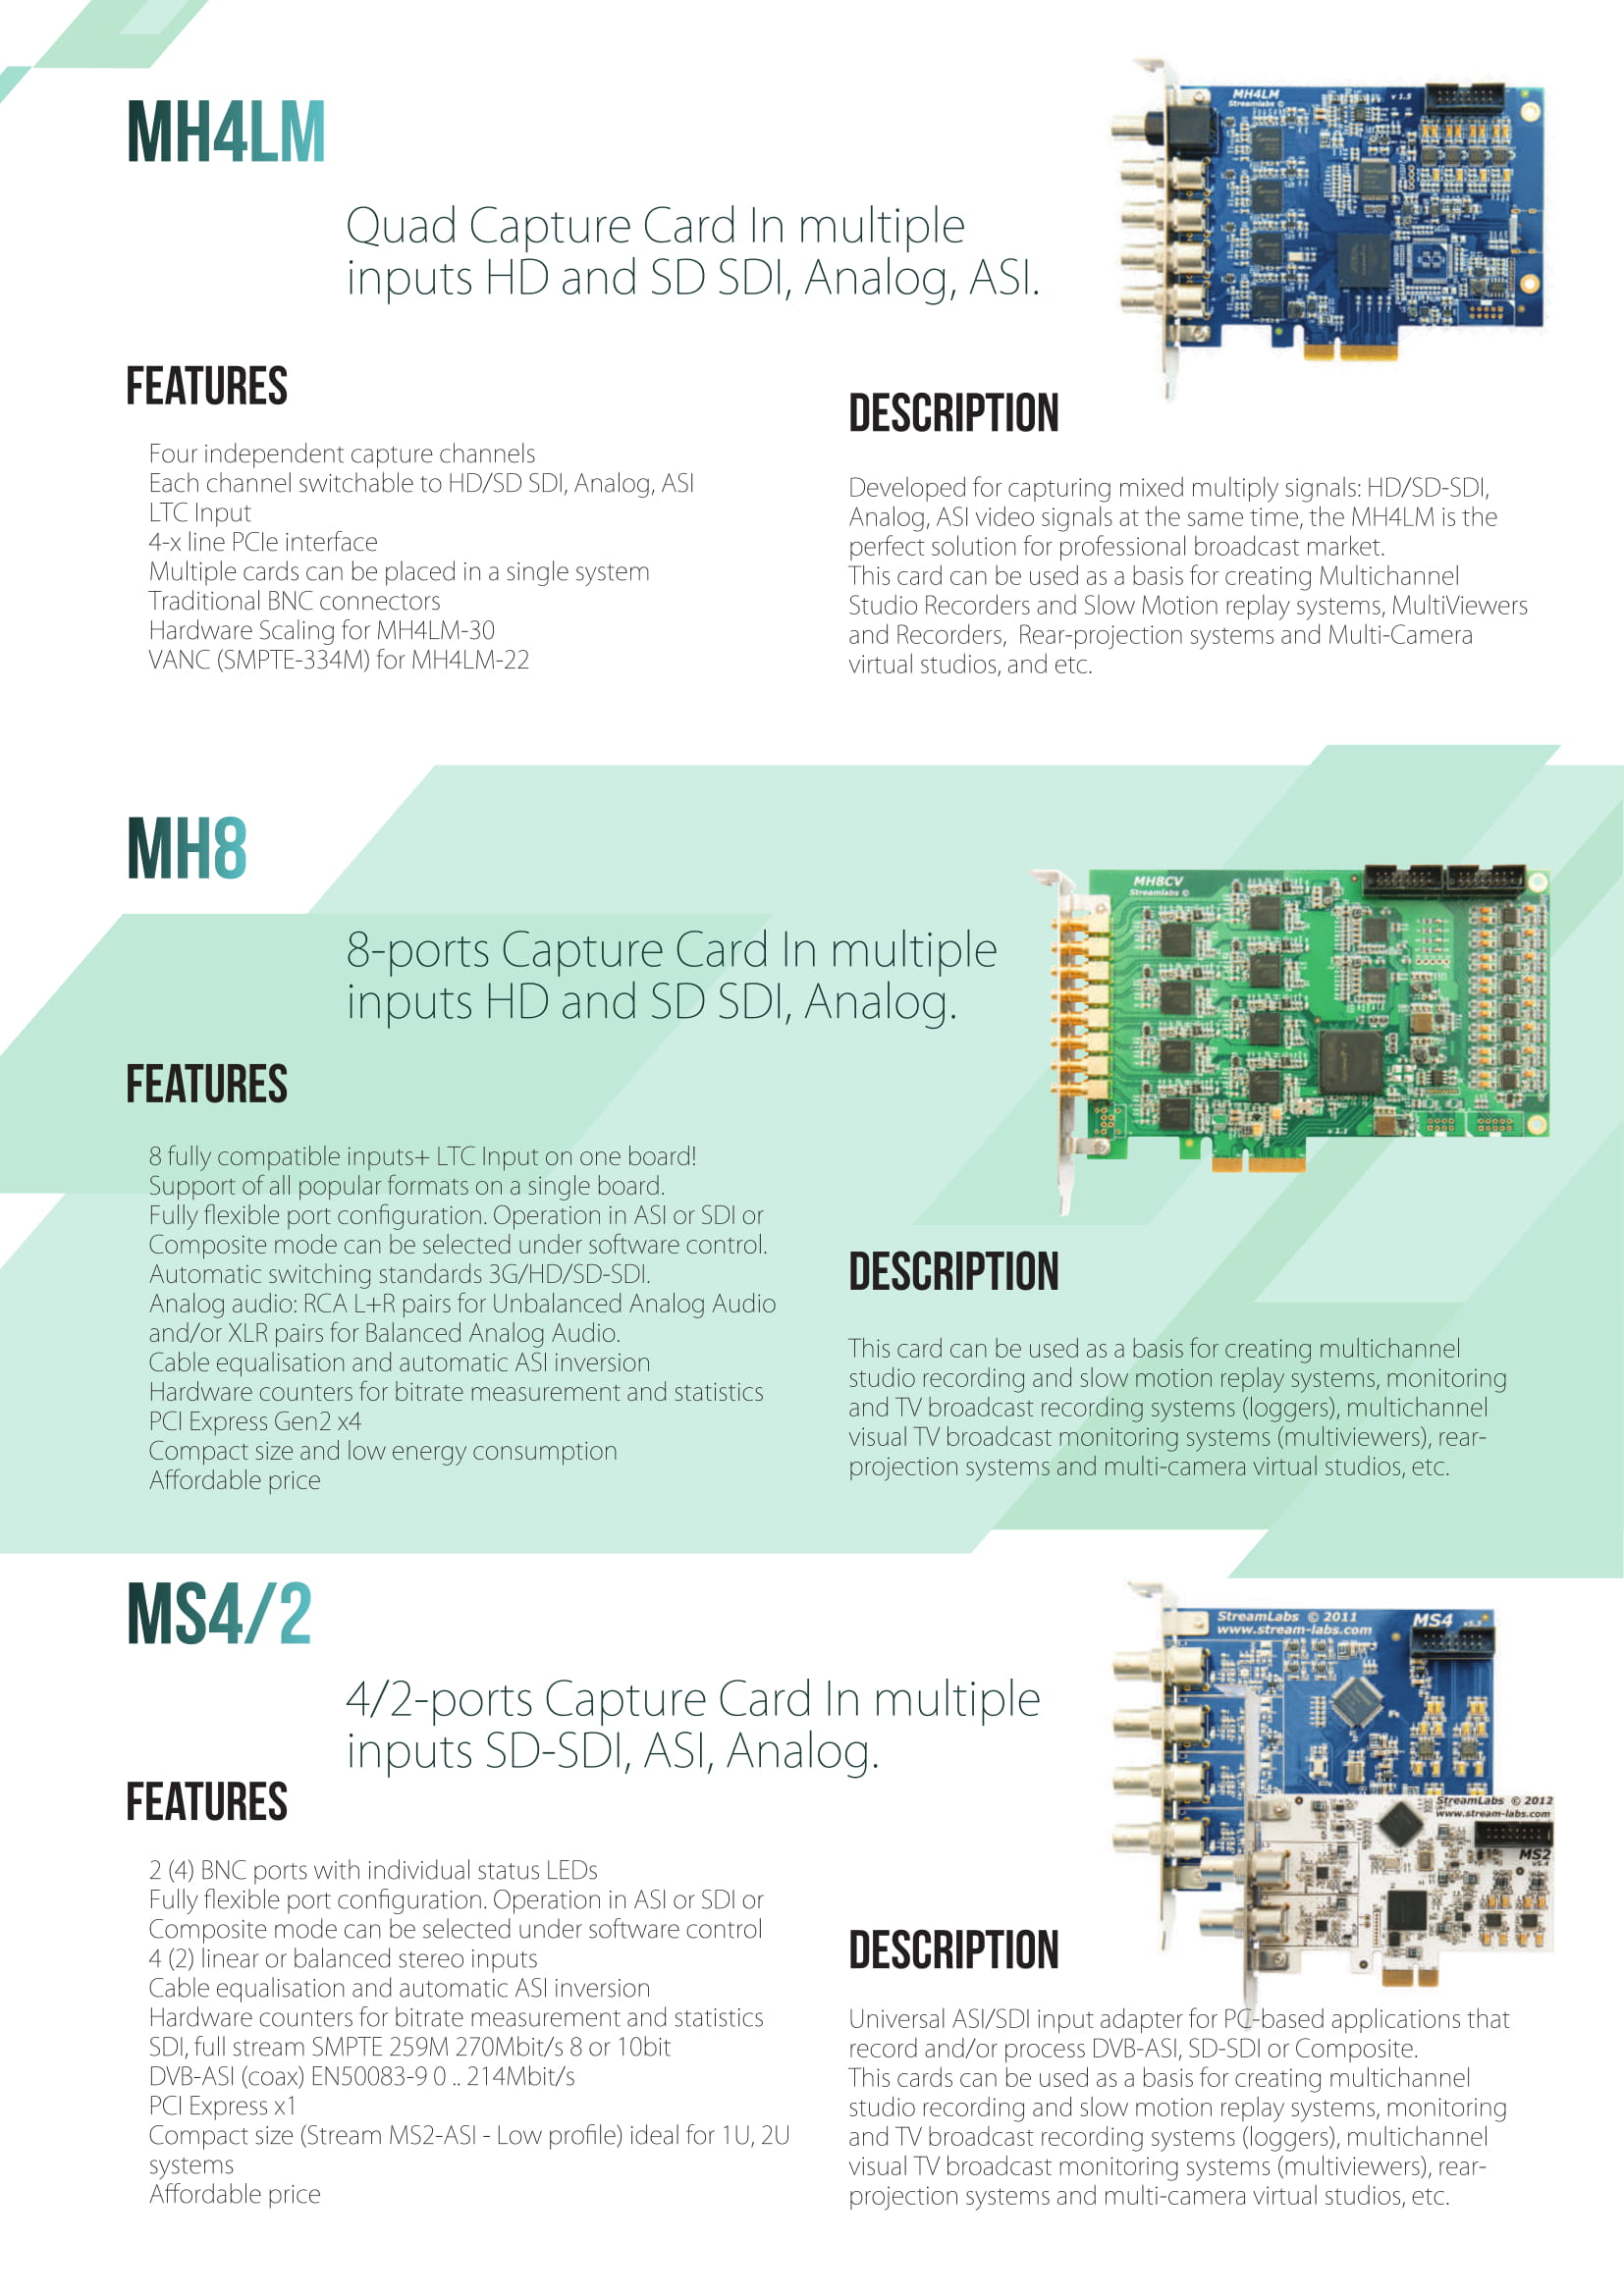 MH4LM
Quad Capture Card In multiple
inputs HD and SD SDI, Analog, ASI.
MH4LM
Streamlabs ©
v 1.5
FEATURES
Four independent capture channels
Each channel switchable to HD/SD SDI, Analog, ASI
LTC Input
4-x line PCIe interface
Multiple cards can be placed in a single system
Traditional BNC connectors
Hardware Scaling for MH4LM-30
VANC (SMPTE-334M) for MH4LM-22
DESCRIPTION
Developed for capturing mixed multiply signals: HD/SD-SDI,
Analog, ASI video signals at the same time, the MH4LM is the
perfect solution for professional broadcast market.
This card can be used as a basis for creating Multichannel
Studio Recorders and Slow Motion replay systems, MultiViewers
and Recorders, Rear-projection systems and Multi-Camera
virtual studios, and etc.
MH8
8-ports Capture Card In multiple
inputs HD and SD SDI, Analog.
MH8CV
Streamlabs ©
FEATURES
8 fully compatible inputs+ LTC Input on one board!
Support of all popular formats on a single board.
Fully flexible port configuration. Operation in ASI or SDI or
Composite mode can be selected under software control.
Automatic switching standards 3G/HD/SD-SDI.
Analog audio: RCA L+R pairs for Unbalanced Analog Audio
and/or XLR pairs for Balanced Analog Audio.
Cable equalisation and automatic ASI inversion
Hardware counters for bitrate measurement and statistics
PCI Express Gen2 x4
Compact size and low energy consumption
Affordable price
DESCRIPTION
This card can be used as a basis for creating multichannel
studio recording and slow motion replay systems, monitoring
and TV broadcast recording systems (loggers), multichannel
visual TV broadcast monitoring systems (multiviewers), rear-
projection systems and multi-camera virtual studios, etc.
MS4/2
4/2-ports Capture Card In multiple
inputs SD-SDI, ASI, Analog.
StreamLabs © 2011
www.stream-labs.com
MS4 v5.3
StreamLabs © 2012
www.stream-labs.com
MS2
v5.4
FEATURES
2 (4) BNC ports with individual status LEDs
Fully flexible port configuration. Operation in ASI or SDI or
Composite mode can be selected under software control
4 (2) linear or balanced stereo inputs
Cable equalisation and automatic ASI inversion
Hardware counters for bitrate measurement and statistics
SDI, full stream SMPTE 259M 270Mbit/s 8 or 10bit
DVB-ASI (coax) EN50083-9 0 .. 214Mbit/s
PCI Express x1
Compact size (Stream MS2-ASI - Low profile) ideal for 1U, 2U
systems
Affordable price
DESCRIPTION
Universal ASI/SDI input adapter for PC-based applications that
record and/or process DVB-ASI, SD-SDI or Composite.
This cards can be used as a basis for creating multichannel
studio recording and slow motion replay systems, monitoring
and TV broadcast recording systems (loggers), multichannel
visual TV broadcast monitoring systems (multiviewers), rear-
projection systems and multi-camera virtual studios, etc.